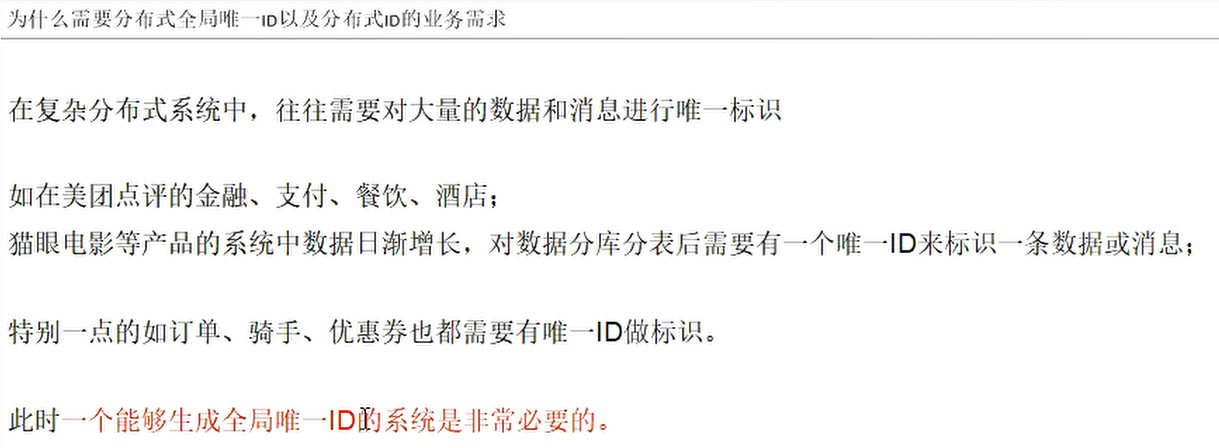 为什么需要分布式全局唯一ID以及分布式ID的业务需求
在复杂分布式系统中，往往需要对大量的数据和消息进行唯一标识
如在美团点评的金融、支付、餐饮、酒店；
猫眼电影等产品的系统中数据日渐增长，对数据分库分表后需要有一个唯一ID来标识一条数据或消息；
特别一点的如订单、骑手、优惠券也都需要有唯一ID做标识。
此时一个能够生成全局唯一ID的系统是非常必要的。